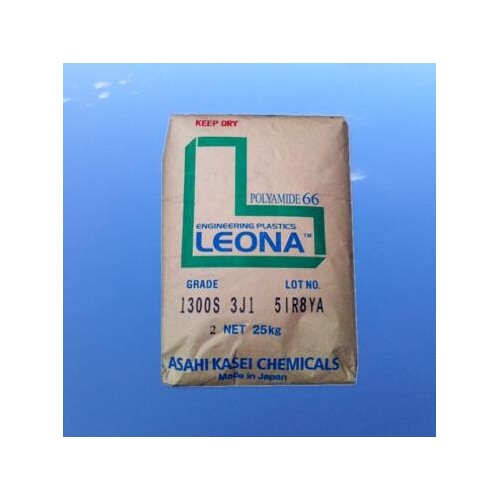 KEEP DRY
POLYAMIDE 66
ENGINEERING PLASTICS
LEONA™
GRADE LOT NO.
1300S 3J1 5IR8YA
2 NET 25kg
ASAHI KASEI CHEMICALS
Made in Japan